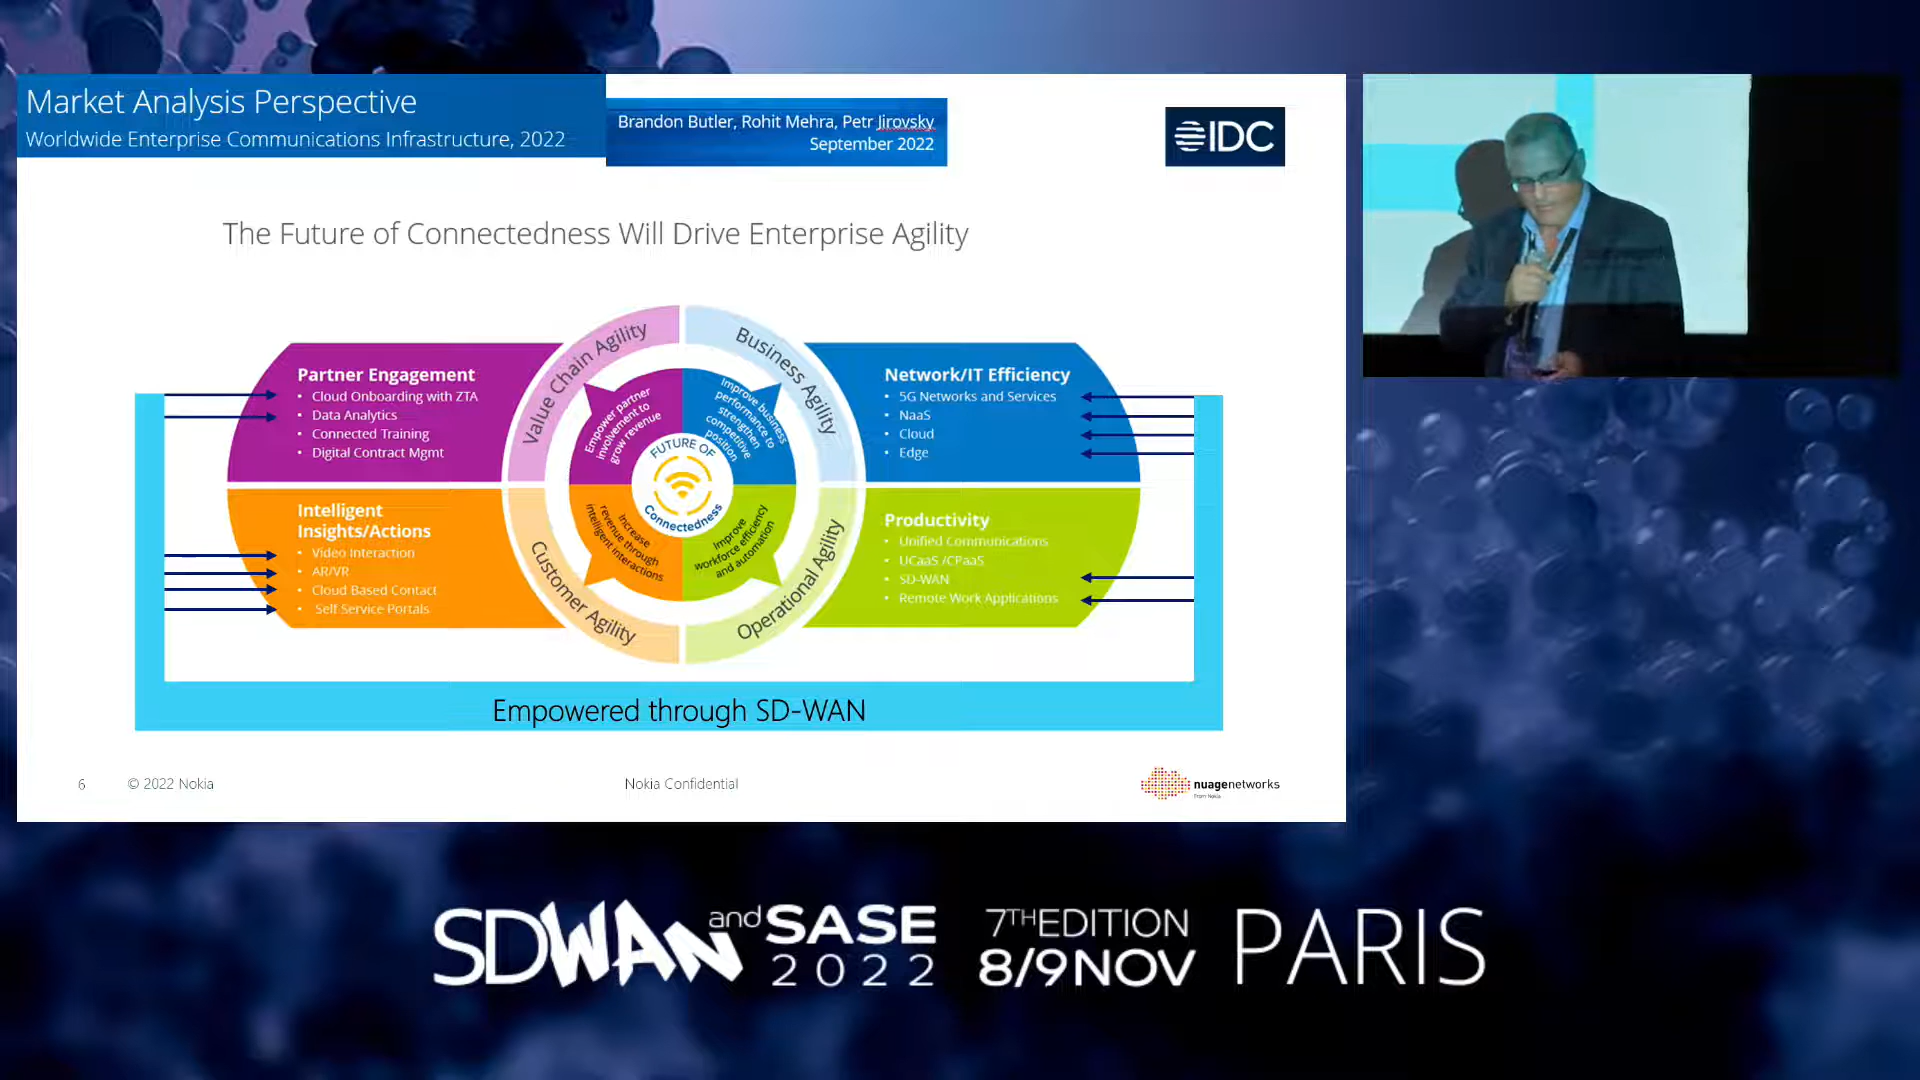 Market Analysis Perspective
Worldwide Enterprise Communications Infrastructure, 2022
Brandon Butler, Rohit Mehra, Petr Jirovsky
September 2022
IDC
The Future of Connectedness Will Drive Enterprise Agility
Partner Engagement
• Cloud Onboarding with ZTA
• Data Analytics
• Connected Training
• Digital Contract Mgmt
Value Chain Agility
Business Agility
Empower partner
involvement to
grow revenue
Improve business
performance to
strengthen
competitive
position
FUTURE OF
Connectedness
Network/IT Efficiency
• 5G Networks and Services
• NaaS
• Cloud
• Edge
Intelligent
Insights/Actions
• Video Interaction
• AR/VR
• Cloud Based Contact
• Self Service Portals
Customer Agility
Operational Agility
Increase
revenue through
intelligent interactions
Improve
workforce efficiency
and automation
Productivity
• Unified Communications
• UCaaS /CPaaS
• SD-WAN
• Remote Work Applications
Empowered through SD-WAN
6
© 2022 Nokia
Nokia Confidential
nuagenetworks
From Nokia
SDWAN and SASE
2022
7TH EDITION
8/9NOV
PARIS